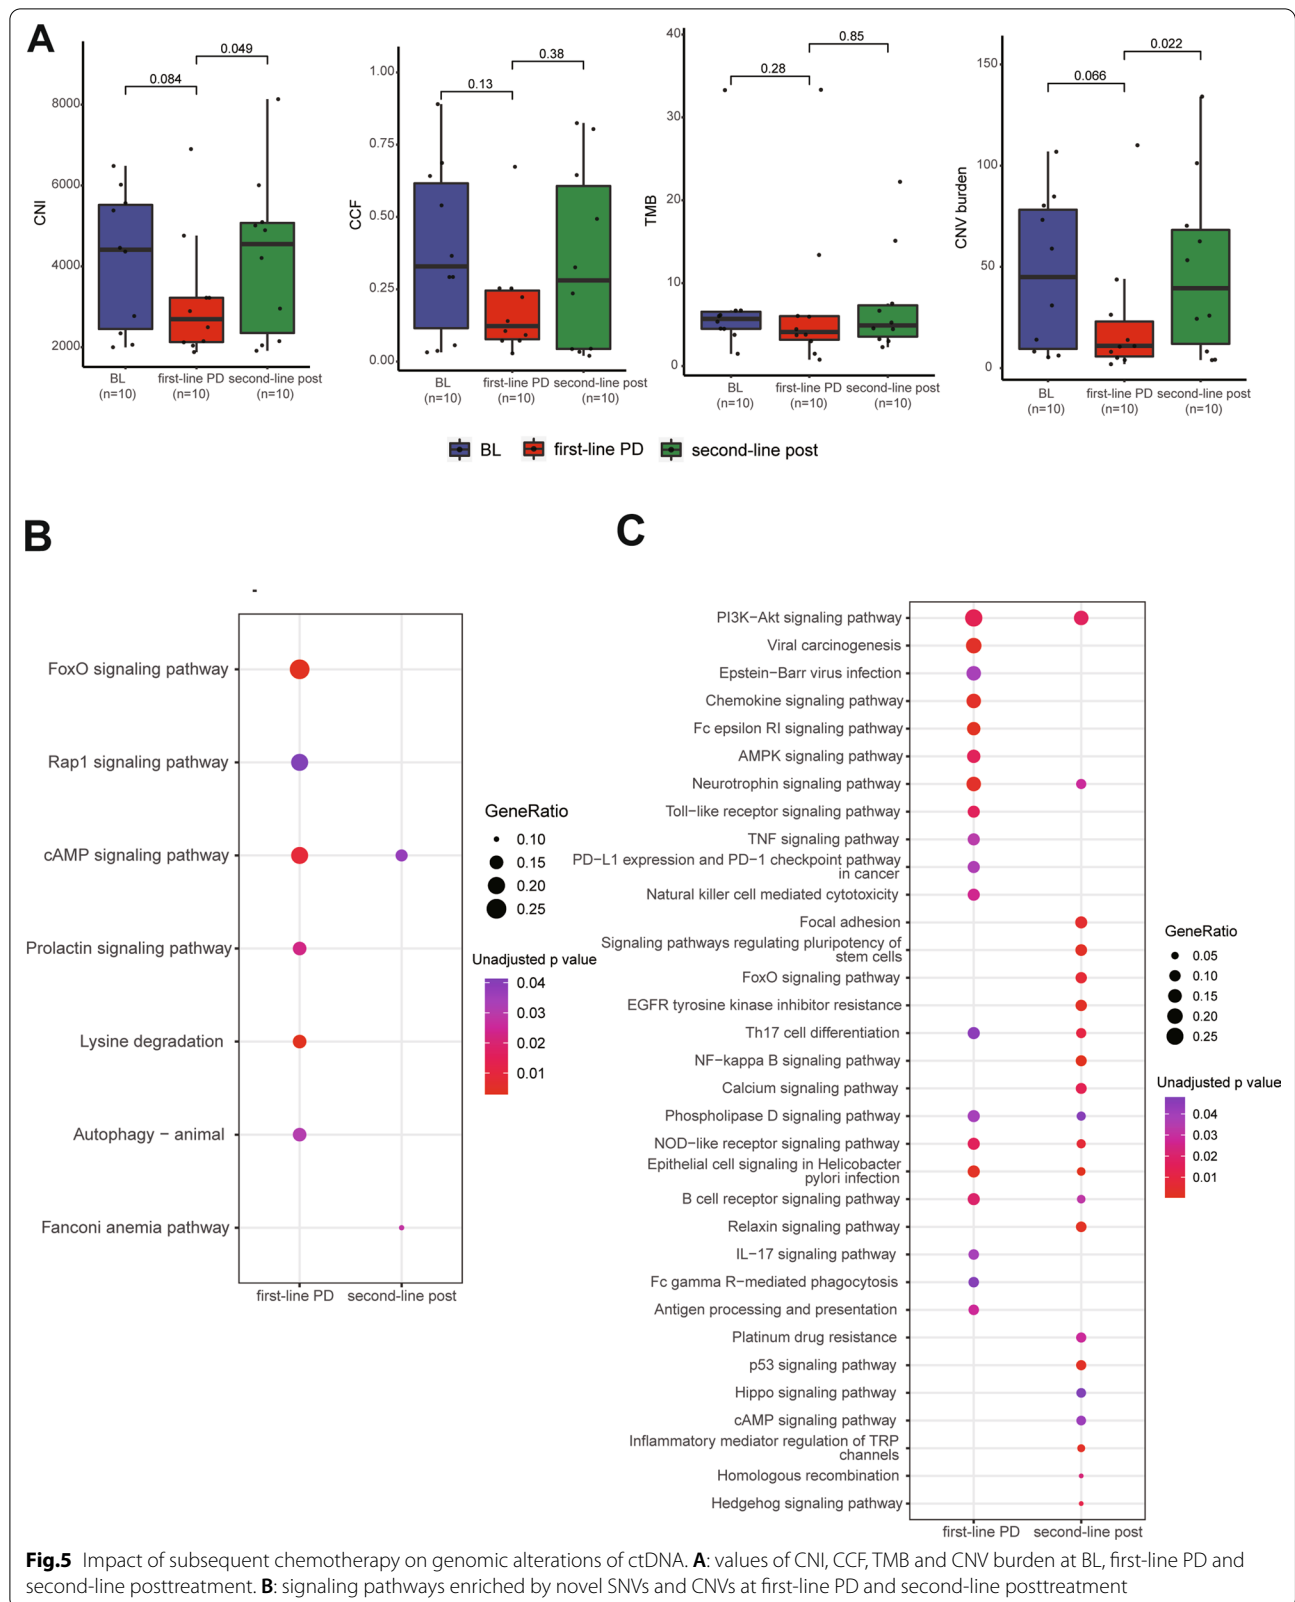 A
0.084
0.049
8000
6000
4000
2000
CNI
BL
(n=10)
first-line PD
(n=10)
second-line post
(n=10)
0.13
0.38
1.00
0.75
0.50
0.25
0.00
CCF
BL
(n=10)
first-line PD
(n=10)
second-line post
(n=10)
0.28
0.85
40
30
20
10
0
TMB
BL
(n=10)
first-line PD
(n=10)
second-line post
(n=10)
0.066
0.022
150
100
50
0
CNV burden
BL
(n=10)
first-line PD
(n=10)
second-line post
(n=10)
BL first-line PD second-line post
B
-
FoxO signaling pathway
Rap1 signaling pathway
cAMP signaling pathway
Prolactin signaling pathway
Lysine degradation
Autophagy − animal
Fanconi anemia pathway
first-line PD second-line post
GeneRatio
0.10
0.15
0.20
0.25
Unadjusted p value
0.04
0.03
0.02
0.01
C
PI3K−Akt signaling pathway
Viral carcinogenesis
Epstein−Barr virus infection
Chemokine signaling pathway
Fc epsilon RI signaling pathway
AMPK signaling pathway
Neurotrophin signaling pathway
Toll−like receptor signaling pathway
TNF signaling pathway
PD−L1 expression and PD−1 checkpoint pathway
in cancer
Natural killer cell mediated cytotoxicity
Focal adhesion
Signaling pathways regulating pluripotency of
stem cells
FoxO signaling pathway
EGFR tyrosine kinase inhibitor resistance
Th17 cell differentiation
NF−kappa B signaling pathway
Calcium signaling pathway
Phospholipase D signaling pathway
NOD−like receptor signaling pathway
Epithelial cell signaling in Helicobacter
pylori infection
B cell receptor signaling pathway
Relaxin signaling pathway
IL−17 signaling pathway
Fc gamma R−mediated phagocytosis
Antigen processing and presentation
Platinum drug resistance
p53 signaling pathway
Hippo signaling pathway
cAMP signaling pathway
Inflammatory mediator regulation of TRP
channels
Homologous recombination
Hedgehog signaling pathway
first-line PD second-line post
GeneRatio
0.05
0.10
0.15
0.20
0.25
Unadjusted p value
0.04
0.03
0.02
0.01
Fig.5 Impact of subsequent chemotherapy on genomic alterations of ctDNA. A: values of CNI, CCF, TMB and CNV burden at BL, first-line PD and
second-line posttreatment. B: signaling pathways enriched by novel SNVs and CNVs at first-line PD and second-line posttreatment